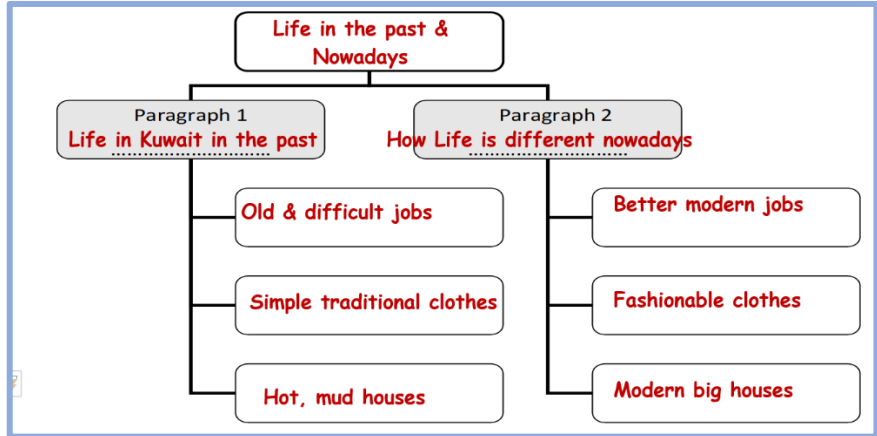 Life in the past &
Nowadays
Paragraph 1
Life in Kuwait in the past
Paragraph 2
How Life is different nowadays
Old & difficult jobs
Simple traditional clothes
Hot, mud houses
Better modern jobs
Fashionable clothes
Modern big houses